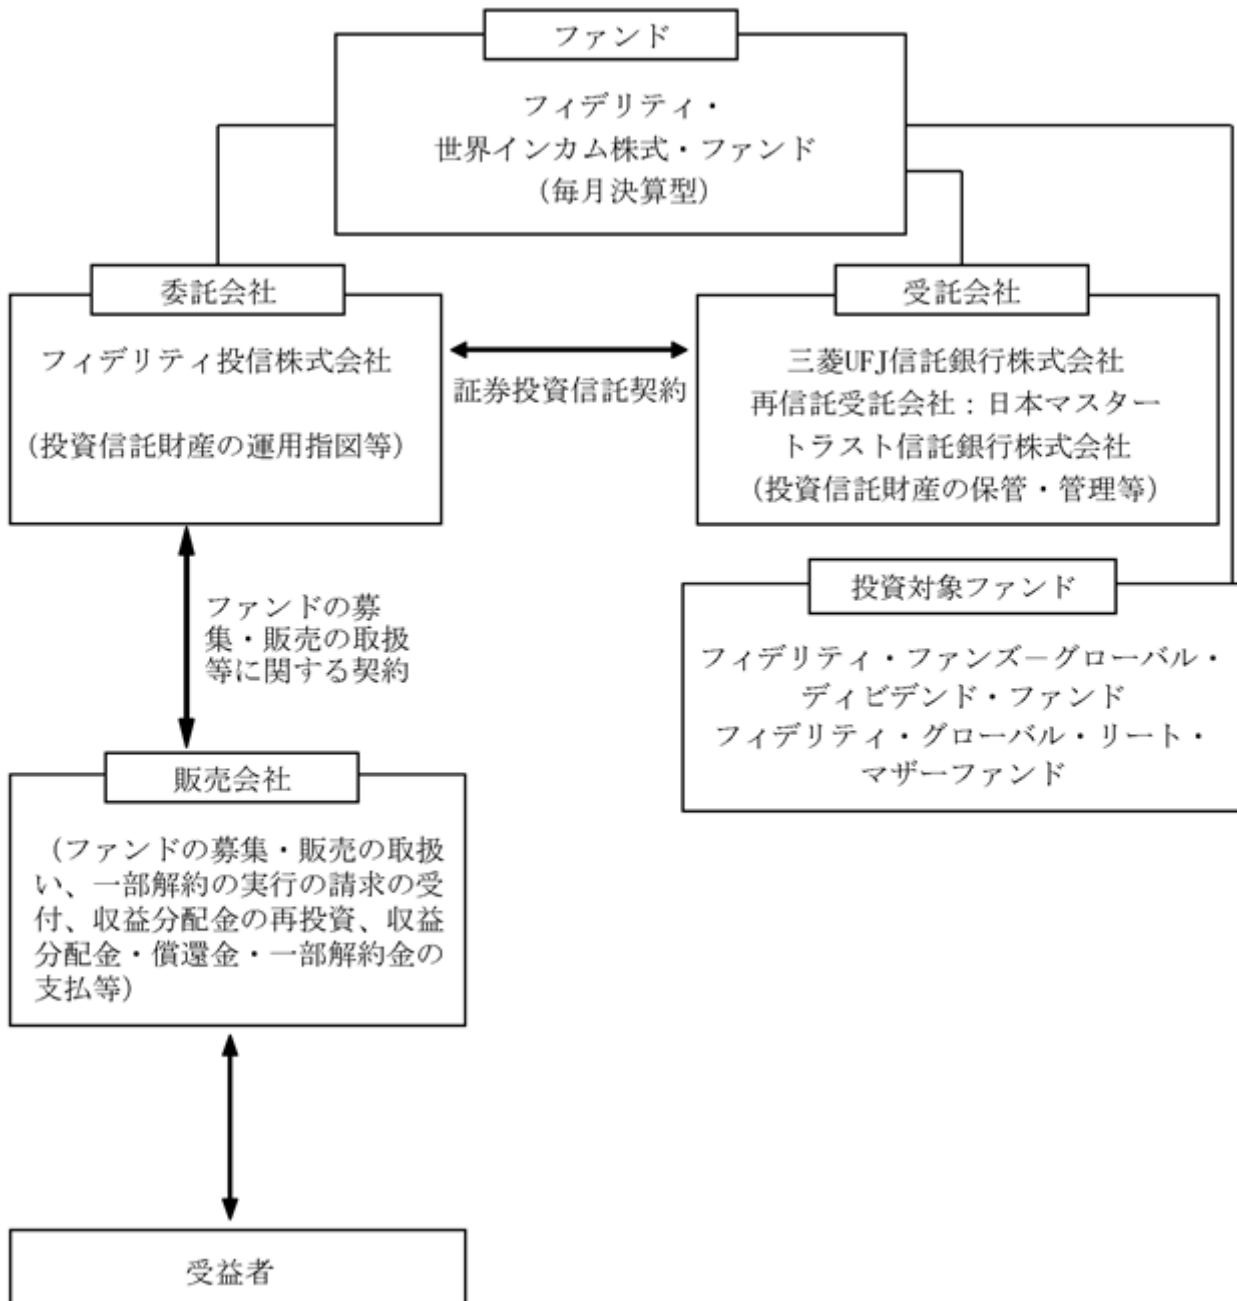 ファンド
フィデリティ・
世界インカム株式・ファンド
（毎月決算型）
委託会社
フィデリティ投信株式会社
（投資信託財産の運用指図等）
証券投資信託契約
受託会社
三菱UFJ信託銀行株式会社
再信託受託会社：日本マスター
トラスト信託銀行株式会社
（投資信託財産の保管・管理等）
投資対象ファンド
フィデリティ・ファンズ－グローバル・
ディビデンド・ファンド
フィデリティ・グローバル・リート・
マザーファンド
ファンドの募
集・販売の取扱
等に関する契約
販売会社
（ファンドの募集・販売の取扱
い、一部解約の実行の請求の受
付、収益分配金の再投資、収益
分配金・償還金・一部解約金の
支払等）
受益者